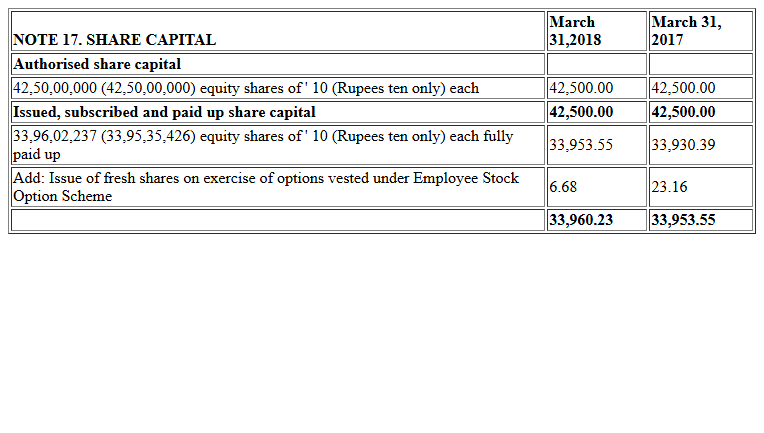 NOTE 17. SHARE CAPITAL March 31,2018 March 31, 2017
Authorised share capital
42,50,00,000 (42,50,00,000) equity shares of ' 10 (Rupees ten only) each 42,500.00 42,500.00
Issued, subscribed and paid up share capital 42,500.00 42,500.00
33,96,02,237 (33,95,35,426) equity shares of ' 10 (Rupees ten only) each fully
paid up 33,953.55 33,930.39
Add: Issue of fresh shares on exercise of options vested under Employee Stock
Option Scheme 6.68 23.16
33,960.23 33,953.55